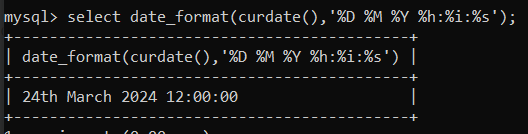 mysql> select date_format(curdate(),'%D %M %Y %h:%i:%s');
+------------------------------------------+
| date_format(curdate(),'%D %M %Y %h:%i:%s') |
+------------------------------------------+
| 24th March 2024 12:00:00 |
+------------------------------------------+